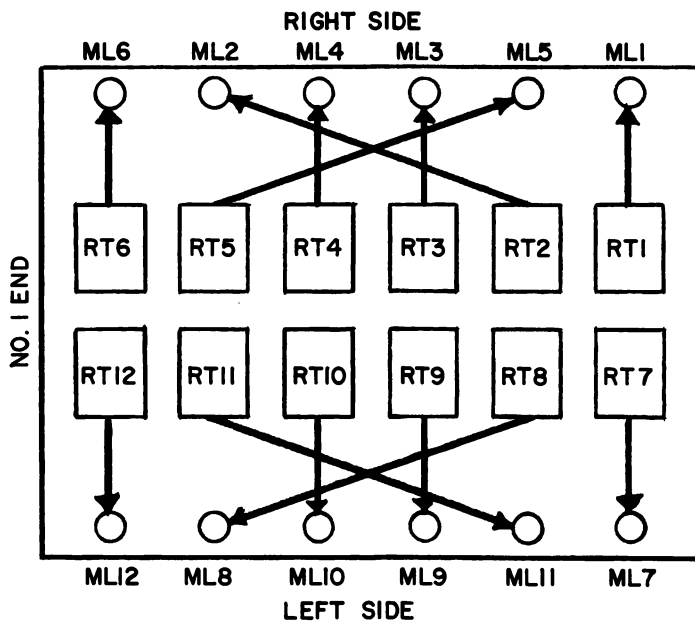 RIGHT SIDE
ML6 ML2 ML4 ML3 ML5 ML1
RT6 RT5 RT4 RT3 RT2 RT1
NO. 1 END
RT12 RT11 RT10 RT9 RT8 RT7
ML12 ML8 ML10 ML9 ML11 ML7
LEFT SIDE